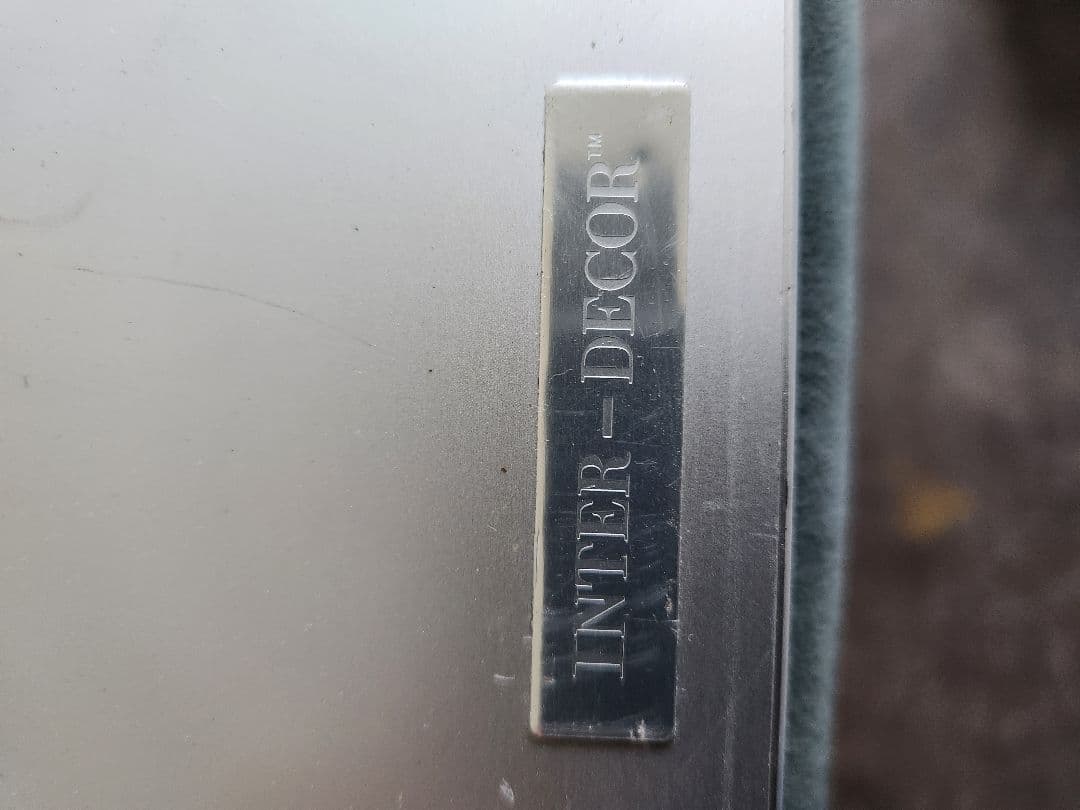 INTER – DECOR™